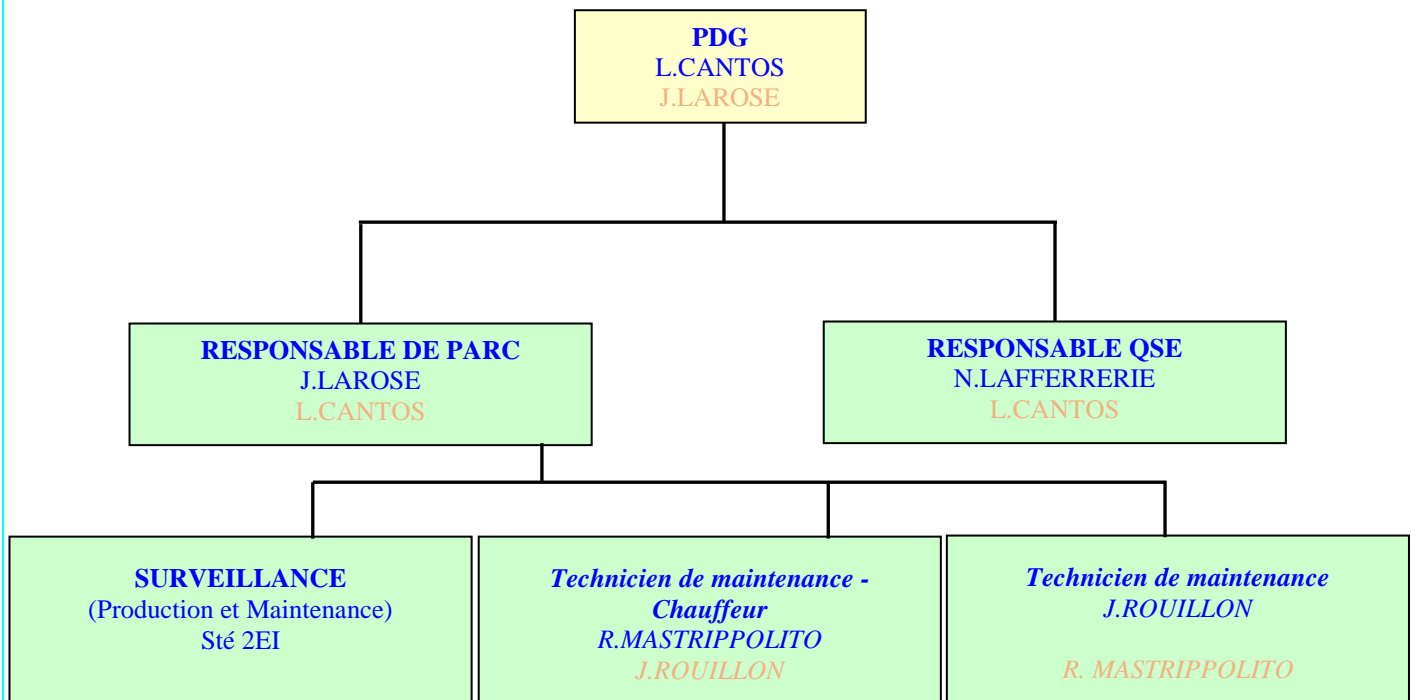 PDG
L.CANTOS
J.LAROSE
RESPONSABLE DE PARC
J.LAROSE
L.CANTOS
RESPONSABLE QSE
N.LAFFERRERIE
L.CANTOS
SURVEILLANCE
(Production et Maintenance)
Sté 2EI
Technicien de maintenance -
Chauffeur
R.MASTRIPPOLITO
J.ROUILLON
Technicien de maintenance
J.ROUILLON
R. MASTRIPPOLITO